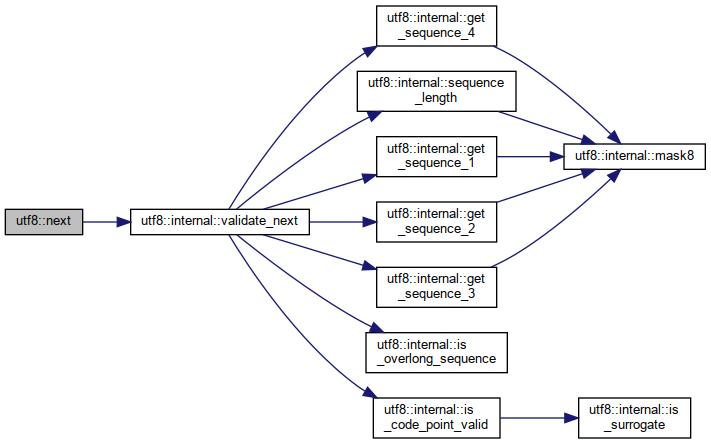 utf8::next
utf8::internal::validate_next
utf8::internal::get
_sequence_4
utf8::internal::sequence
_length
utf8::internal::get
_sequence_1
utf8::internal::get
_sequence_2
utf8::internal::get
_sequence_3
utf8::internal::is
_overlong_sequence
utf8::internal::is
_code_point_valid
utf8::internal::mask8
utf8::internal::is
_surrogate